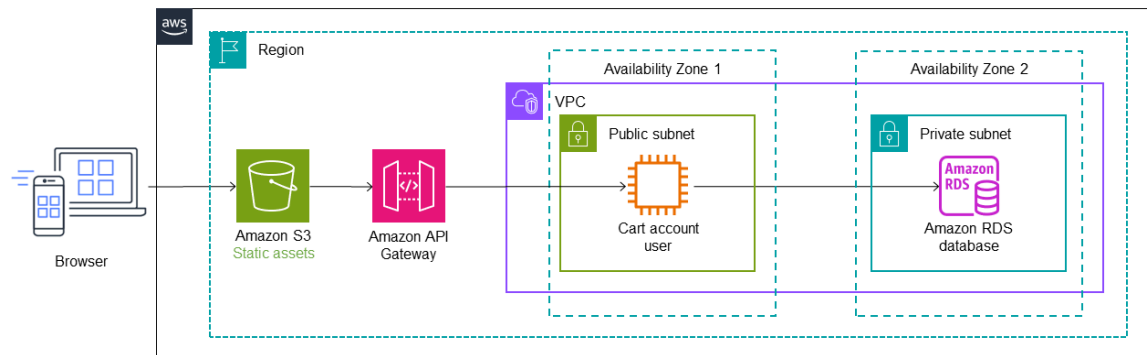 aws
Region
Availability Zone 1
Availability Zone 2
VPC
Public subnet
Private subnet
Amazon
RDS
Browser
Amazon S3
Static assets
Amazon API
Gateway
Cart account
user
Amazon RDS
database